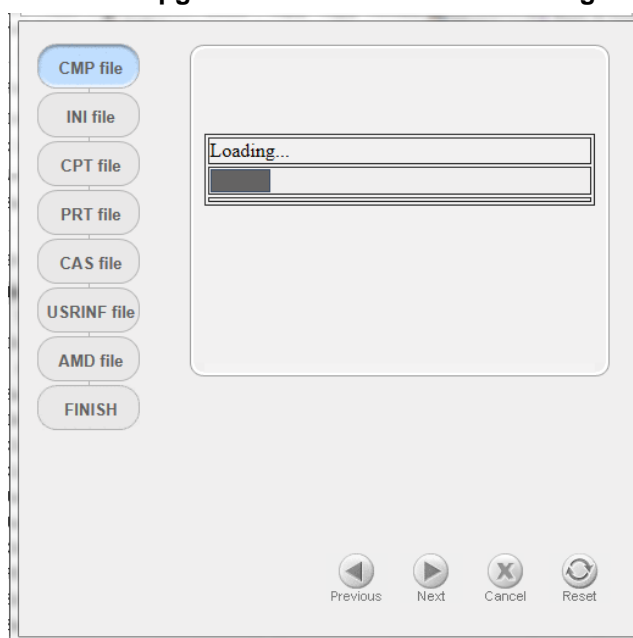 CMP file
INI file
CPT file
PRT file
CAS file
USRINF file
AMD file
FINISH
Loading...
Previous
Next
Cancel
Reset